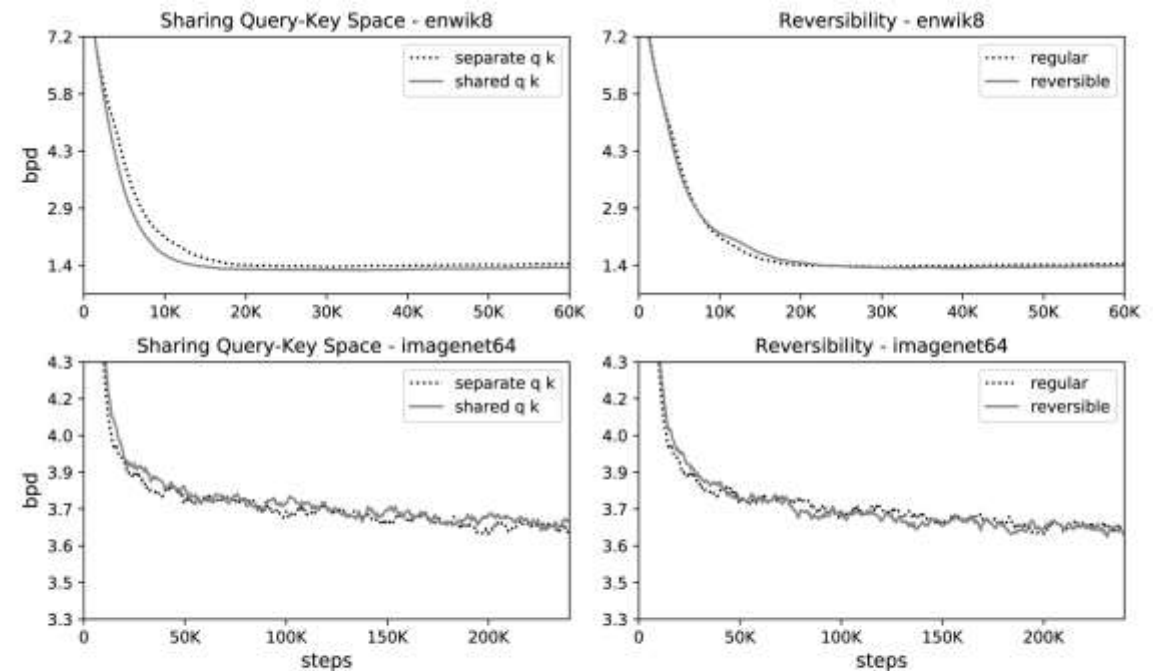 Sharing Query-Key Space - enwik8
7.2
5.8
4.3
2.9
1.4
bpd
separate q k
shared q k
0 10K 20K 30K 40K 50K 60K
Reversibility - enwik8
7.2
5.8
4.3
2.9
1.4
regular
reversible
0 10K 20K 30K 40K 50K 60K
Sharing Query-Key Space - imagenet64
4.3
4.2
4.0
3.9
3.7
3.6
3.5
3.3
bpd
separate q k
shared q k
0 50K 100K 150K 200K
steps
Reversibility - imagenet64
4.3
4.2
4.0
3.9
3.7
3.6
3.5
3.3
regular
reversible
0 50K 100K 150K 200K
steps